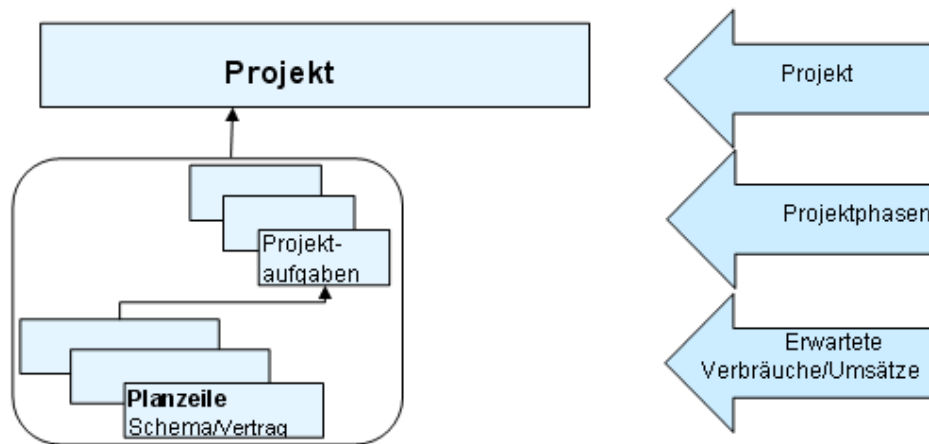 Projekt
Projekt
Projekt-
aufgaben
Projektphasen
Planzeile
Schema/Vertrag
Erwartete
Verbräuche/Umsätze